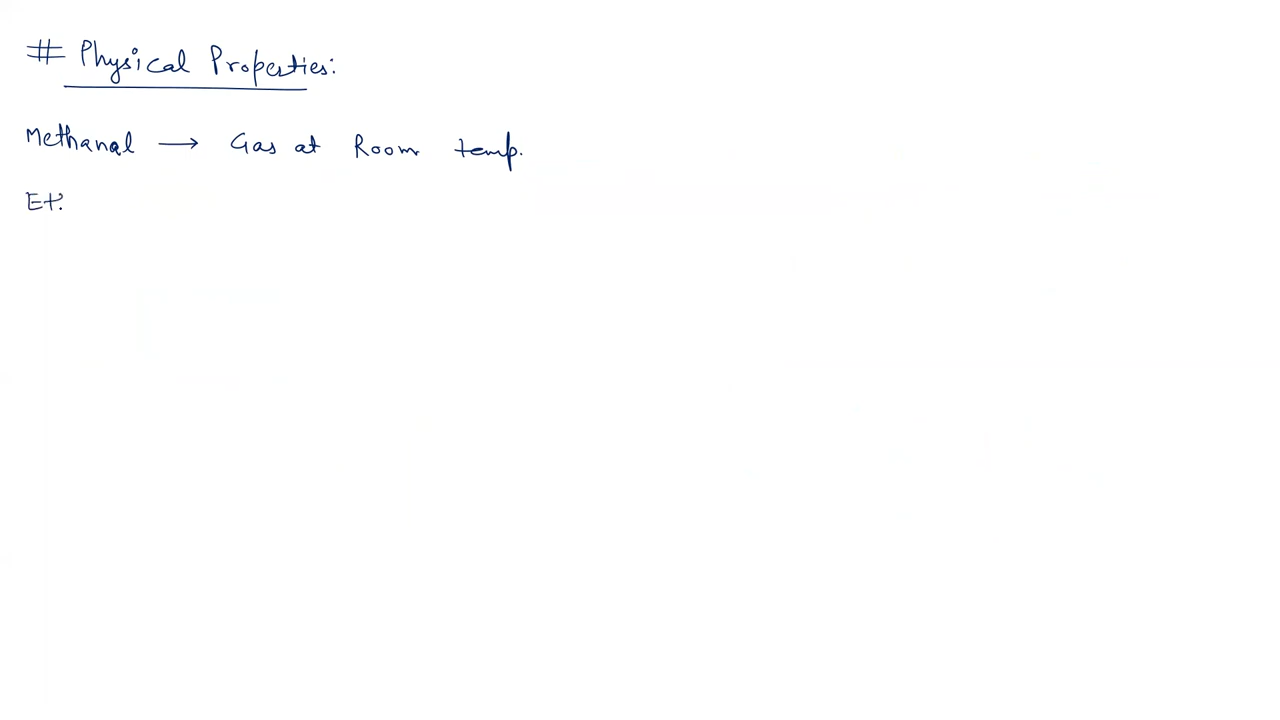 # Physical Properties:
Methanal → Gas at Room temp.
Et